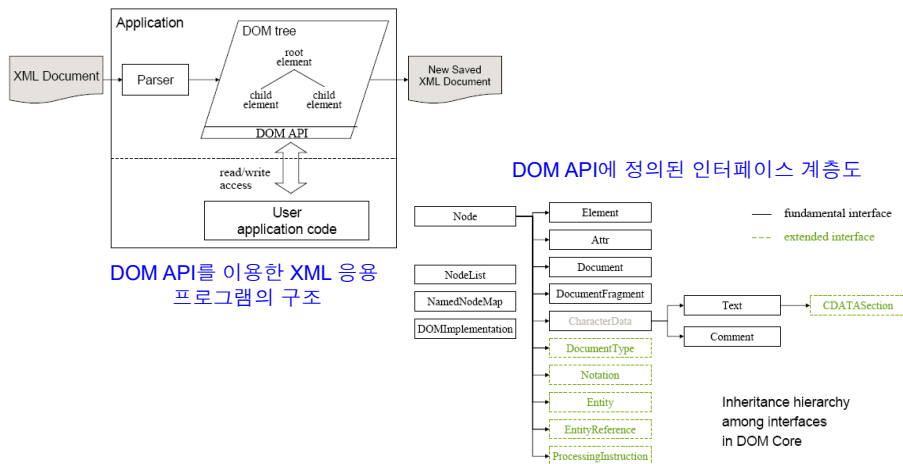 Application
DOM tree
root
element
child
element
child
element
DOM API
XML Document
Parser
New Saved
XML Document
read/write
access
User
application code
DOM API를 이용한 XML 응용
프로그램의 구조
DOM API에 정의된 인터페이스 계층도
Node
NodeList
NamedNodeMap
DOMImplementation
Element
Attr
Document
DocumentFragment
CharacterData
DocumentType
Notation
Entity
EntityReference
ProcessingInstruction
Text
Comment
CDATASection
fundamental interface
extended interface
Inheritance hierarchy
among interfaces
in DOM Core